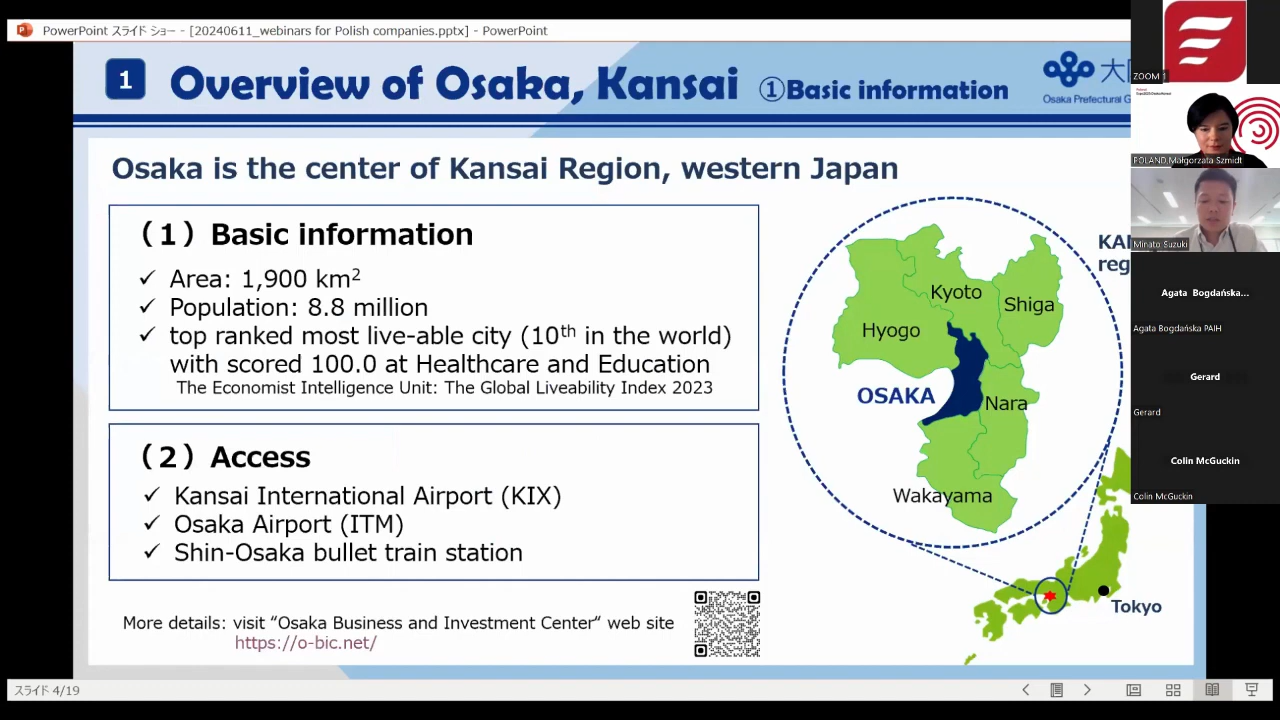 PowerPoint スライド ショー - [20240611_webinars for Polish companies.pptx] - PowerPoint
1 Overview of Osaka, Kansai ①Basic information
大
Osaka Prefectural G
Osaka is the center of Kansai Region, western Japan
（1）Basic information
✓ Area: 1,900 km²
✓ Population: 8.8 million
✓ top ranked most live-able city (10th in the world)
with scored 100.0 at Healthcare and Education
The Economist Intelligence Unit: The Global Liveability Index 2023
（2）Access
✓ Kansai International Airport (KIX)
✓ Osaka Airport (ITM)
✓ Shin-Osaka bullet train station
More details: visit “Osaka Business and Investment Center“ web site
https://o-bic.net/
KA
reg
Kyoto
Shiga
Hyogo
OSAKA
Nara
Wakayama
Tokyo
ZOOM 1
POLAND Małgorzata Szmidt
Minato Suzuki
Agata Bogdańska...
Agata Bogdańska PAIH
Gerard
Gerard
Colin McGuckin
Colin McGuckin
スライド 4/19